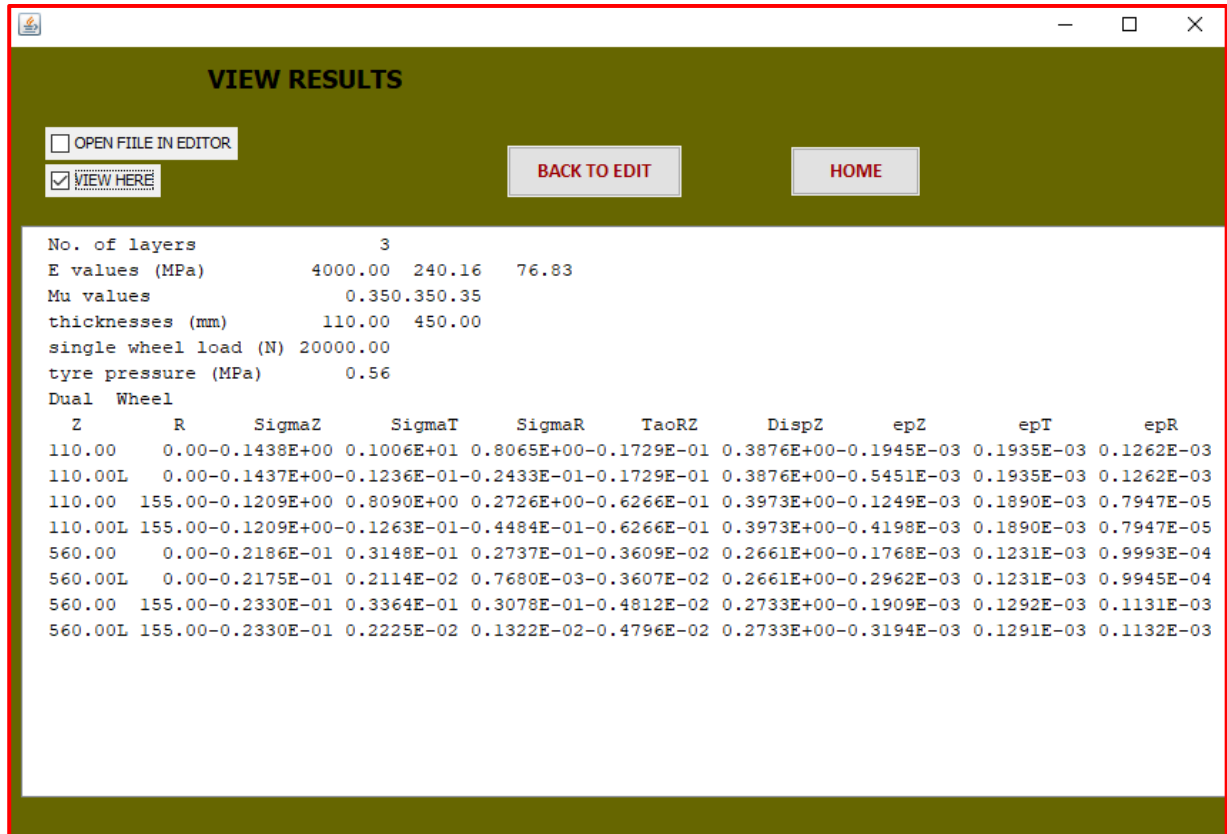 VIEW RESULTS
OPEN FIILE IN EDITOR
VIEW HERE
BACK TO EDIT
HOME
No. of layers 3
E values (MPa) 4000.00 240.16 76.83
Mu values 0.350.350.35
thicknesses (mm) 110.00 450.00
single wheel load (N) 20000.00
tyre pressure (MPa) 0.56
Dual Wheel
Z R SigmaZ SigmaT SigmaR TaoRZ DispZ epZ epT epR
110.00 0.00-0.1438E+00 0.1006E+01 0.8065E+00-0.1729E-01 0.3876E+00-0.1945E-03 0.1935E-03 0.1262E-03
110.00L 0.00-0.1437E+00-0.1236E-01-0.2433E-01-0.1729E-01 0.3876E+00-0.5451E-03 0.1935E-03 0.1262E-03
110.00 155.00-0.1209E+00 0.8090E+00 0.2726E+00-0.6266E-01 0.3973E+00-0.1249E-03 0.1890E-03 0.7947E-05
110.00L 155.00-0.1209E+00-0.1263E-01-0.4484E-01-0.6266E-01 0.3973E+00-0.4198E-03 0.1890E-03 0.7947E-05
560.00 0.00-0.2186E-01 0.3148E-01 0.2737E-01-0.3609E-02 0.2661E+00-0.1768E-03 0.1231E-03 0.9993E-04
560.00L 0.00-0.2175E-01 0.2114E-02 0.7680E-03-0.3607E-02 0.2661E+00-0.2962E-03 0.1231E-03 0.9945E-04
560.00 155.00-0.2330E-01 0.3364E-01 0.3078E-01-0.4812E-02 0.2733E+00-0.1909E-03 0.1292E-03 0.1131E-03
560.00L 155.00-0.2330E-01 0.2225E-02 0.1322E-02-0.4796E-02 0.2733E+00-0.3194E-03 0.1291E-03 0.1132E-03